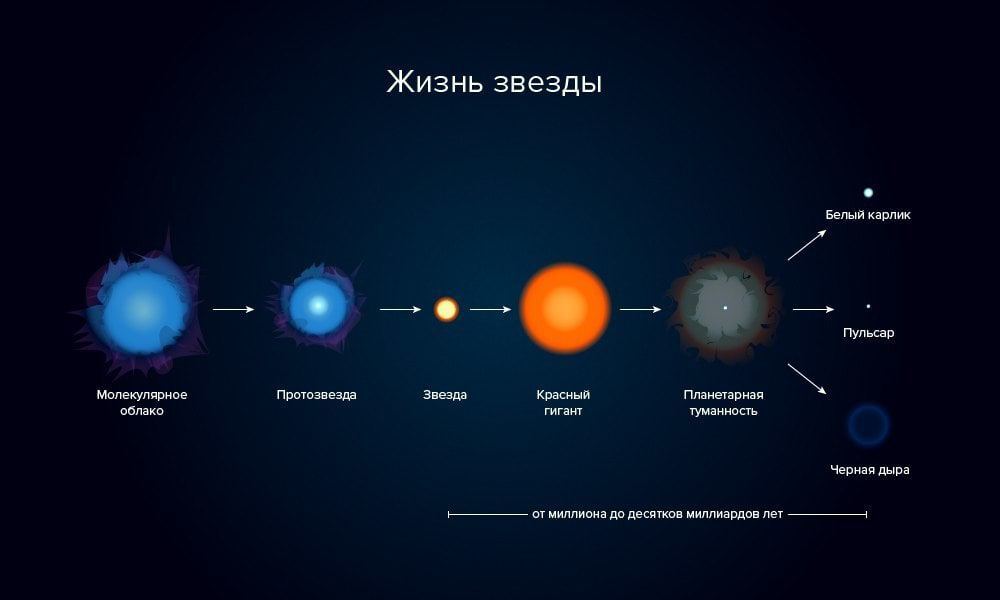 Жизнь звезды
Белый карлик
Пульсар
Молекулярное
облако
Протозвезда
Звезда
Красный
гигант
Планетарная
туманность
Черная дыра
от миллиона до десятков миллиардов лет